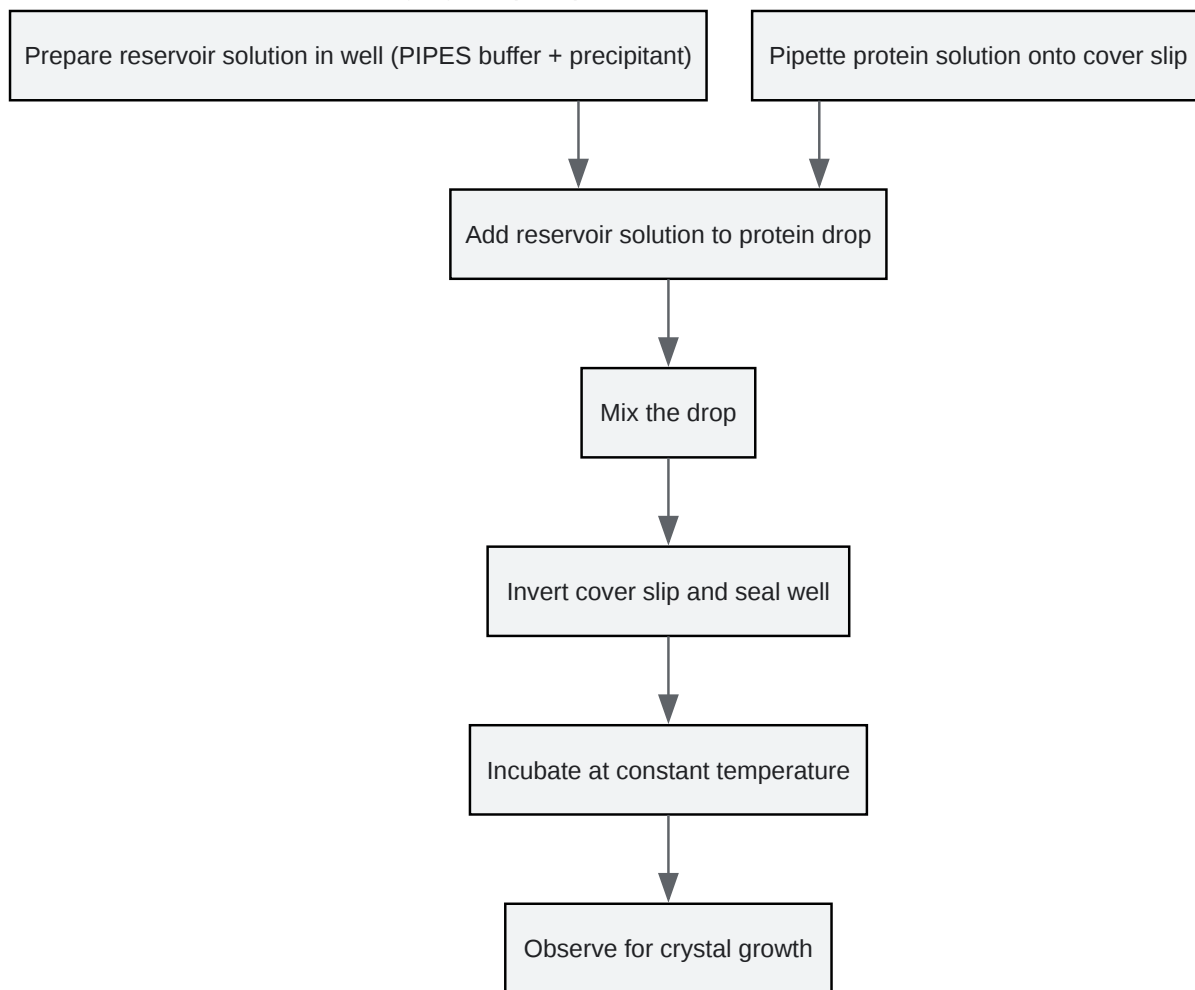 Prepare reservoir solution in well (PIPES buffer + precipitant)
Pipette protein solution onto cover slip
Add reservoir solution to protein drop
Mix the drop
Invert cover slip and seal well
Incubate at constant temperature
Observe for crystal growth